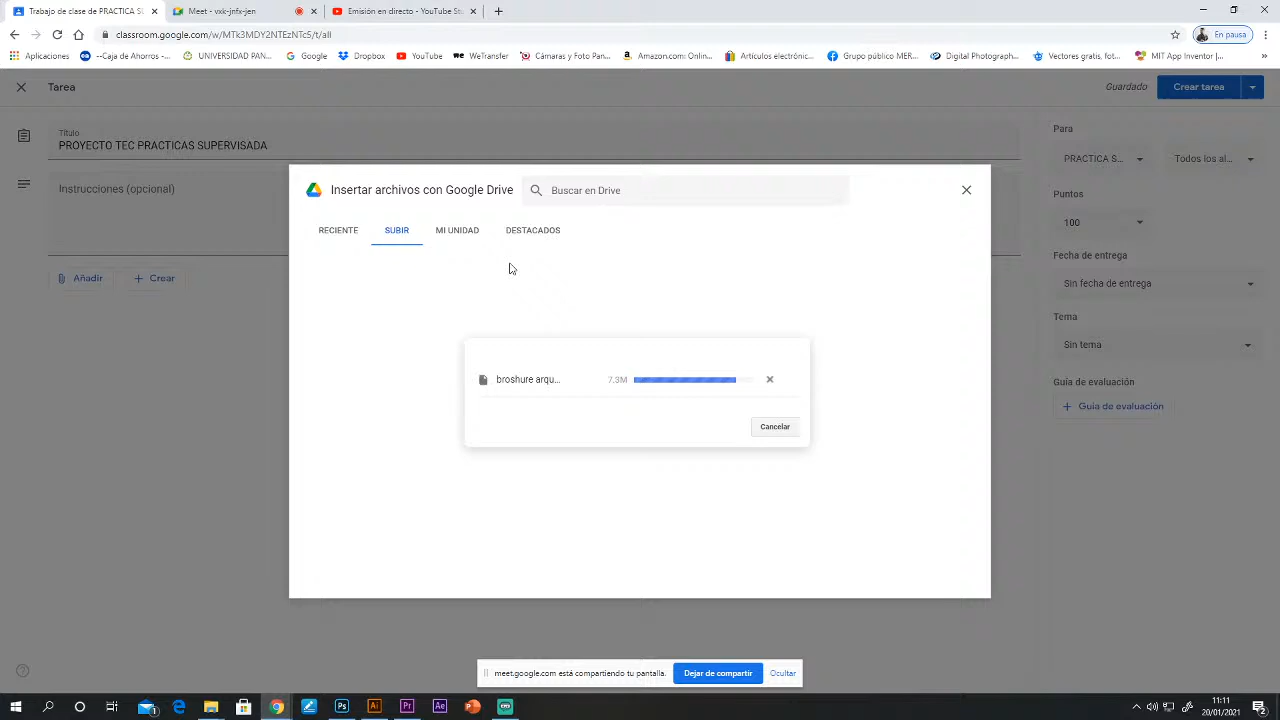 Trabajo de clase de PRACTICA S
Meet - vxk-jnfx-jen
Emisión en directo - YouTube St
classroom.google.com/w/MTk3MDY2NTEzNTc5/t/all
En pausa
Aplicaciones
--Caja de Ahorros -...
UNIVERSIDAD PAN...
Google
Dropbox
YouTube
WeTransfer
Cámaras y Foto Pan...
Amazon.com: Onlin...
Artículos electrónic...
Grupo público MER...
Digital Photograph...
Vectores gratis, fot...
MIT App Inventor |...
Tarea
Guardado
Crear tarea
Título
PROYECTO TEC PRACTICAS SUPERVISADA
Instrucciones (opcional)
Añadir
Crear
Insertar archivos con Google Drive
Buscar en Drive
RECIENTE
SUBIR
MI UNIDAD
DESTACADOS
broshure arqu...
7.3M
Cancelar
Para
PRACTICA S...
Todos los al...
Puntos
100
Fecha de entrega
Sin fecha de entrega
Tema
Sin tema
Guía de evaluación
Guía de evaluación
meet.google.com está compartiendo tu pantalla.
Dejar de compartir
Ocultar
Ps
Ai
Pr
Ae
11:11
20/01/2021